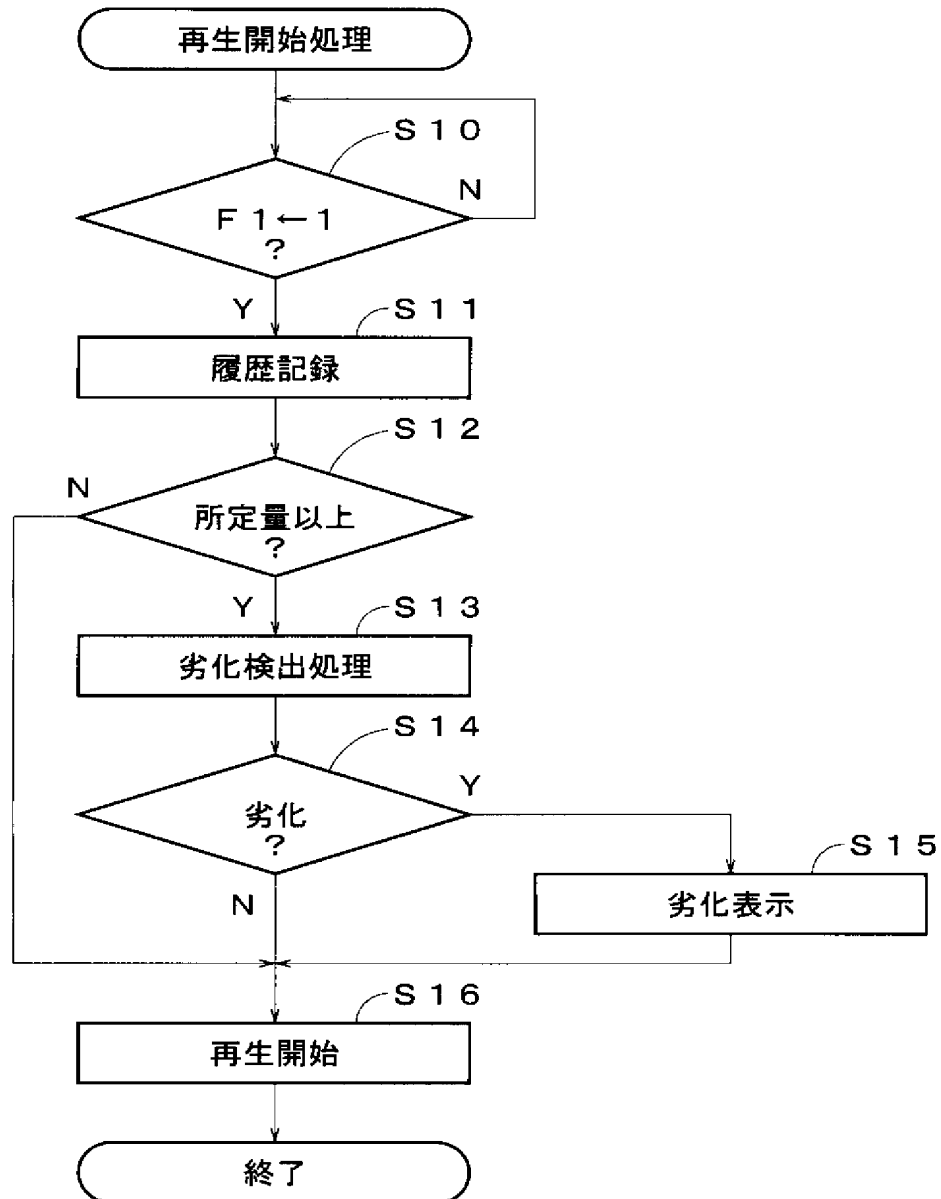 再生開始処理
S10
F1←1
?
N
Y
S11
履歴記録
S12
N
所定量以上
?
Y
S13
劣化検出処理
S14
劣化
?
Y
N
S15
劣化表示
S16
再生開始
終了